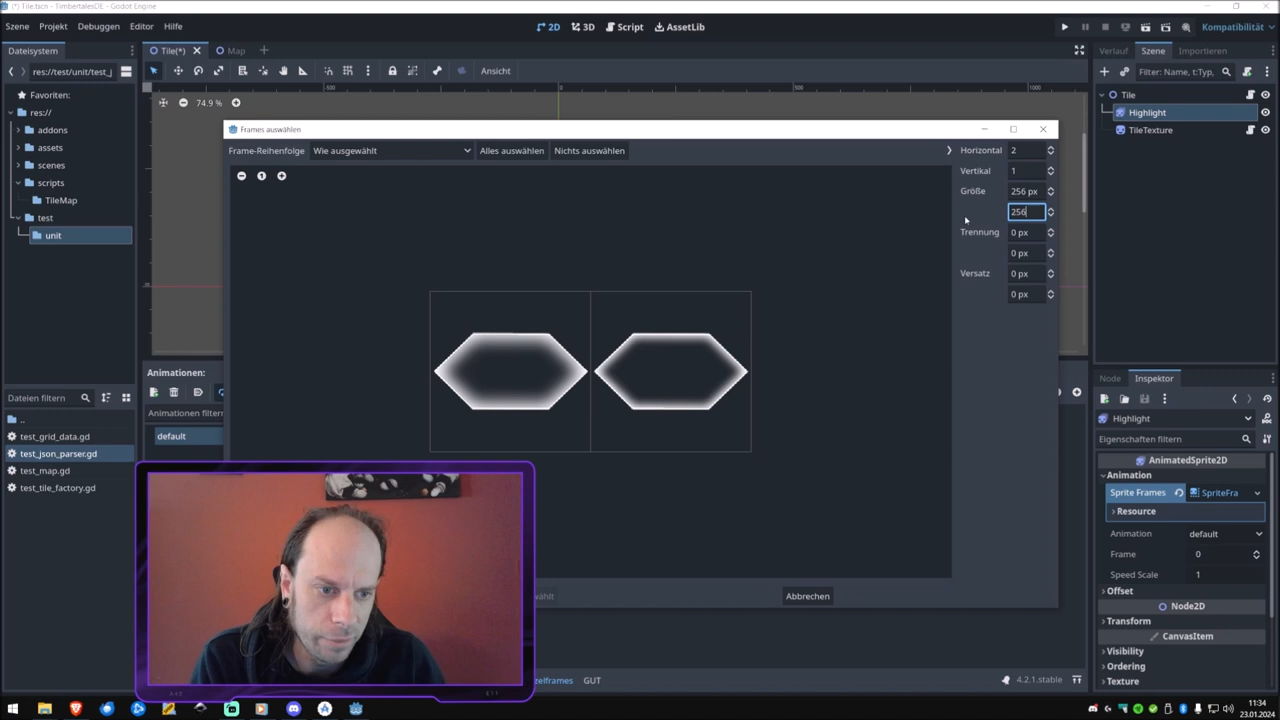 (*) Tile.tscn - TimbertalesDE - Godot Engine
Szene Projekt Debuggen Editor Hilfe
2D 3D Script AssetLib
Kompatibilität
Dateisystem
Tile(*) Map
Verlauf Szene Importieren
res://test/unit/test_j
Ansicht
Filter: Name, t:Typ,
Favoriten:
res://
addons
assets
scenes
scripts
TileMap
test
unit
74.9 %
-500 0 500 1000
Tile
Highlight
TileTexture
Frames auswählen
Frame-Reihenfolge Wie ausgewählt Alles auswählen Nichts auswählen
Horizontal 2
Vertikal 1
Größe 256 px
256
Trennung 0 px
0 px
Versatz 0 px
0 px
Abbrechen
Animationen:
Animationen filtern
default
Dateien filtern
..
test_grid_data.gd
test_json_parser.gd
test_map.gd
test_tile_factory.gd
Node Inspektor
Highlight
Eigenschaften filtern
AnimatedSprite2D
Animation
Sprite Frames SpriteFra
Resource
Animation default
Frame 0
Speed Scale 1
Offset
Node2D
Transform
CanvasItem
Visibility
Ordering
Texture
zelframes GUT
4.2.1.stable
11:34
23.01.2024